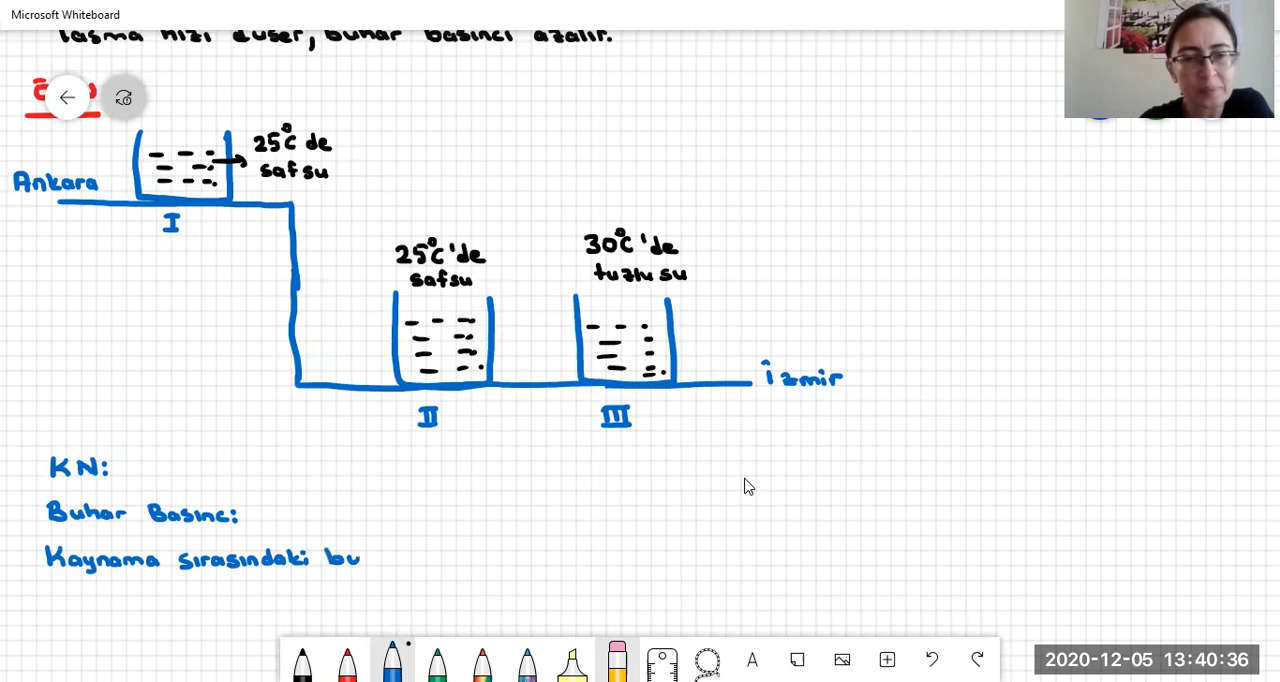 Microsoft Whiteboard
taşma hızı düşer, buhar basıncı azalır.
25°C de
saf su
Ankara
I
25°C'de
saf su
30°C'de
tuzlu su
İzmir
II
III
KN:
Buhar Basıncı:
Kaynama sırasındaki bu
A
2020-12-05 13:40:36